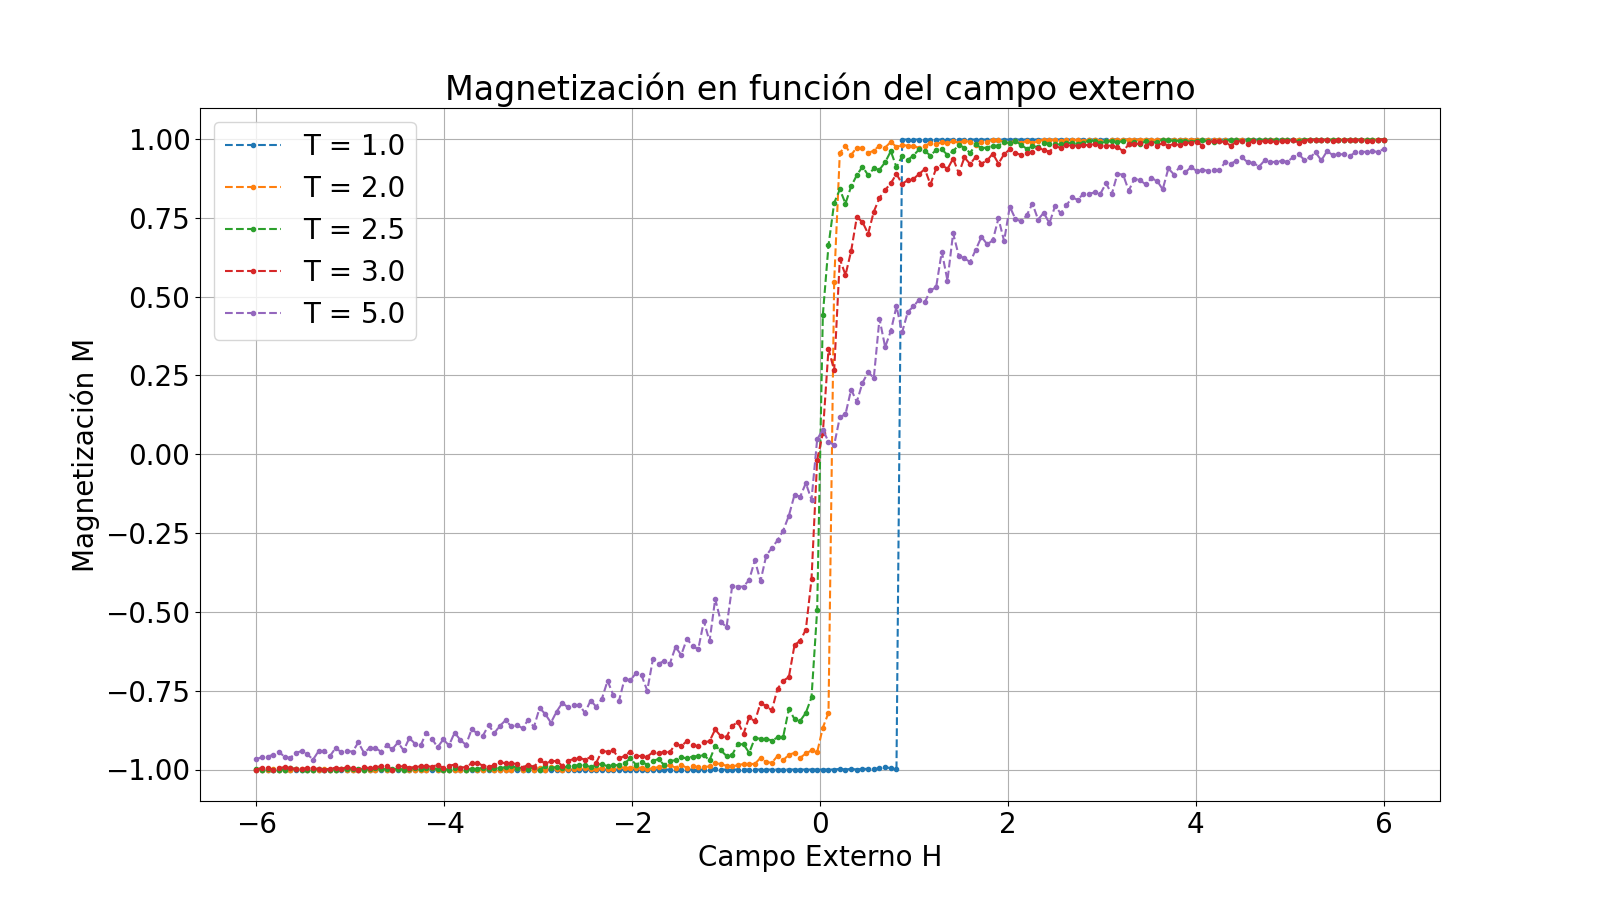 Magnetización en función del campo externo
T = 1.0
T = 2.0
T = 2.5
T = 3.0
T = 5.0
1.00
0.75
0.50
0.25
0.00
−0.25
−0.50
−0.75
−1.00
Magnetización M
−6 −4 −2 0 2 4 6
Campo Externo H